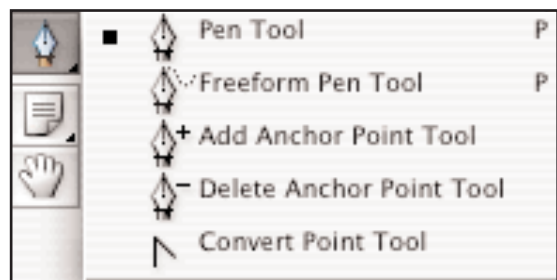 Pen Tool P
Freeform Pen Tool P
Add Anchor Point Tool
Delete Anchor Point Tool
Convert Point Tool